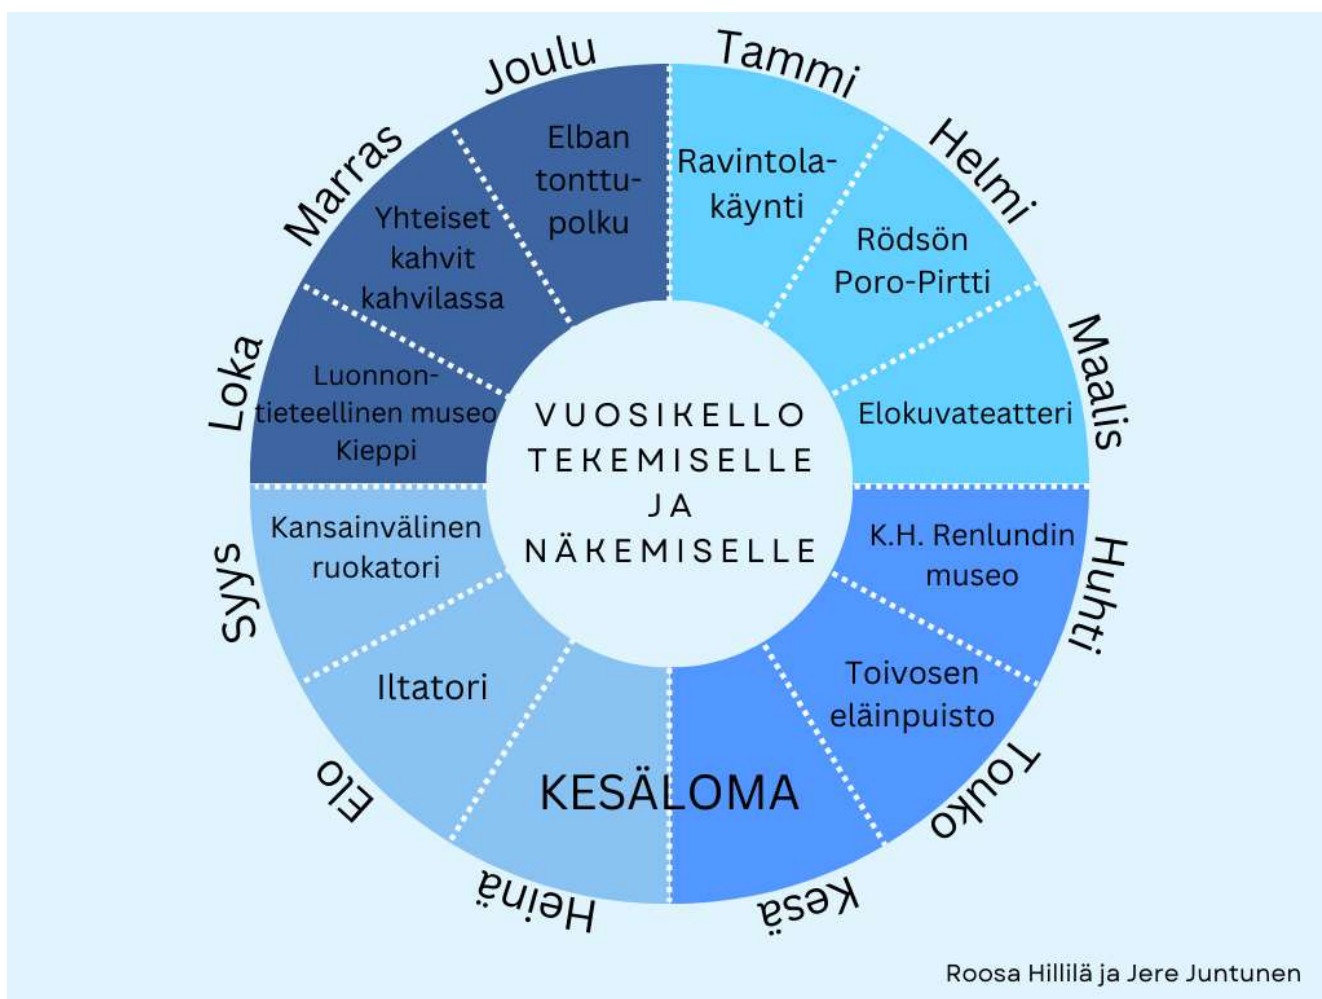 Tammi
Ravintola-
käynti
Helmi
Rödsön
Poro-Pirtti
Maalis
Elokuvateatteri
Huhti
K.H. Renlundin
museo
Touko
Toivosen
eläinpuisto
Kesä
KESÄLOMA
Heinä
Elo
Iltatori
Syys
Kansainvälinen
ruokatori
Loka
Luonnon-
tieteellinen museo
Kieppi
Marras
Yhteiset
kahvit
kahvilassa
Joulu
Elban
tonttu-
polku
VUOSIKELLO
TEKEMISELLE
JA
NÄKEMISELLE
Roosa Hillilä ja Jere Juntunen